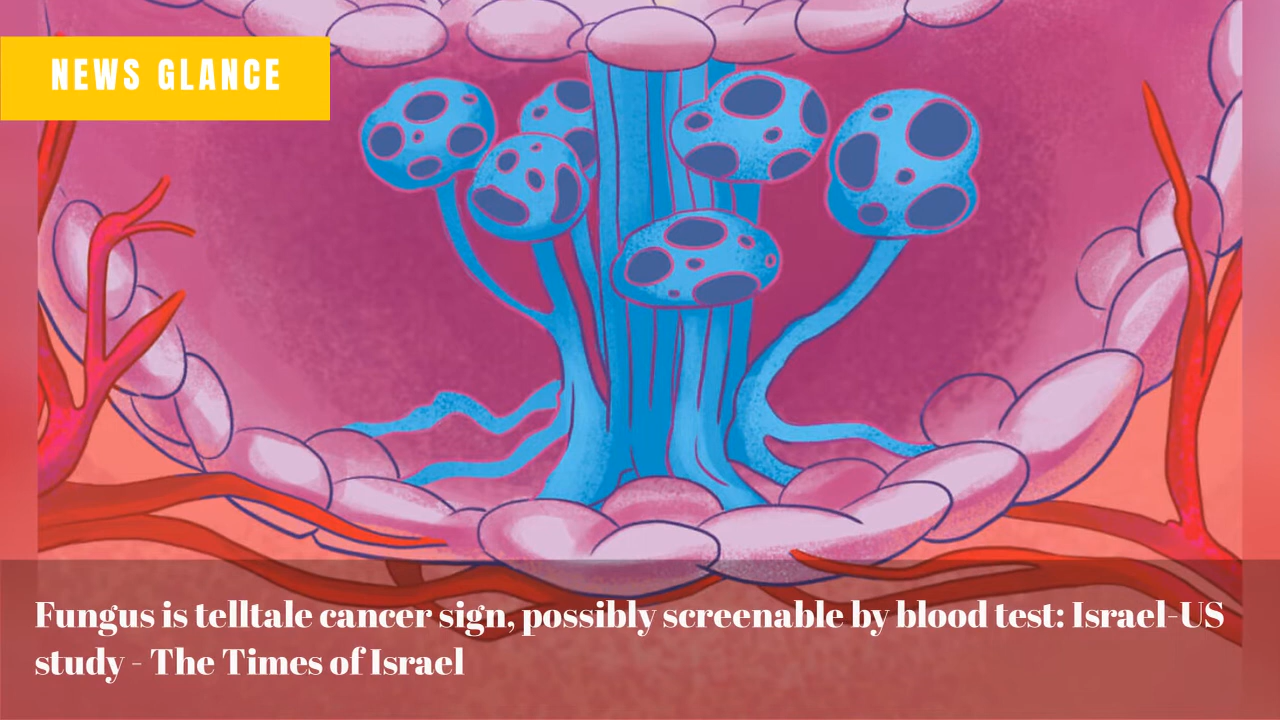 NEWS GLANCE
Fungus is telltale cancer sign, possibly screenable by blood test: Israel-US
study - The Times of Israel